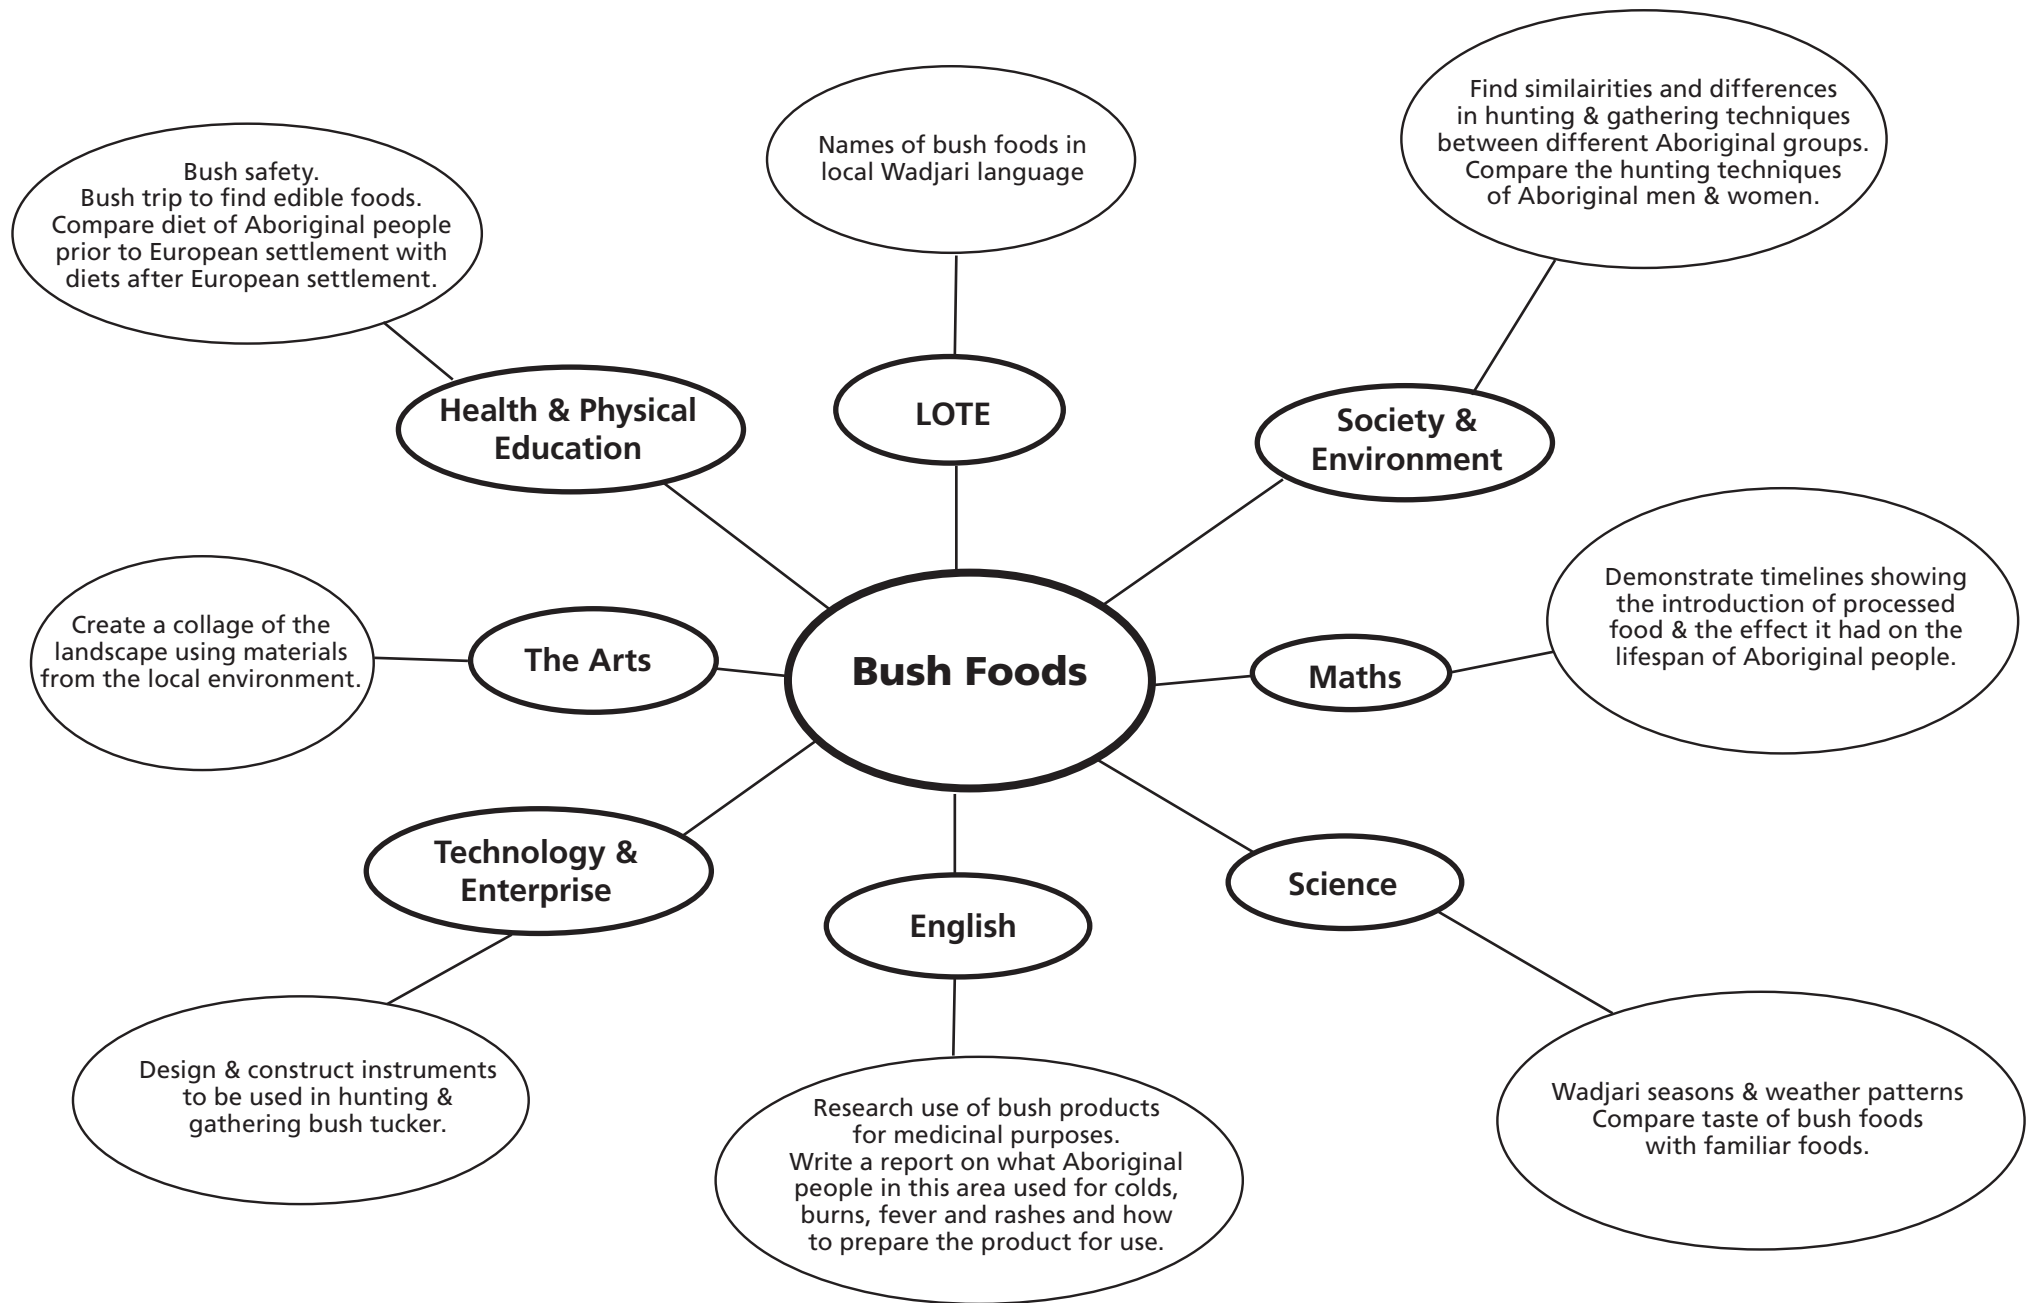 Bush safety.
Bush trip to find edible foods.
Compare diet of Aboriginal people
prior to European settlement with
diets after European settlement.
Names of bush foods in
local Wadjari language
Find similairities and differences
in hunting & gathering techniques
between different Aboriginal groups.
Compare the hunting techniques
of Aboriginal men & women.
Health & Physical
Education
LOTE
Society &
Environment
Create a collage of the
landscape using materials
from the local environment.
The Arts
Bush Foods
Maths
Demonstrate timelines showing
the introduction of processed
food & the effect it had on the
lifespan of Aboriginal people.
Technology &
Enterprise
English
Science
Design & construct instruments
to be used in hunting &
gathering bush tucker.
Research use of bush products
for medicinal purposes.
Write a report on what Aboriginal
people in this area used for colds,
burns, fever and rashes and how
to prepare the product for use.
Wadjari seasons & weather patterns
Compare taste of bush foods
with familiar foods.